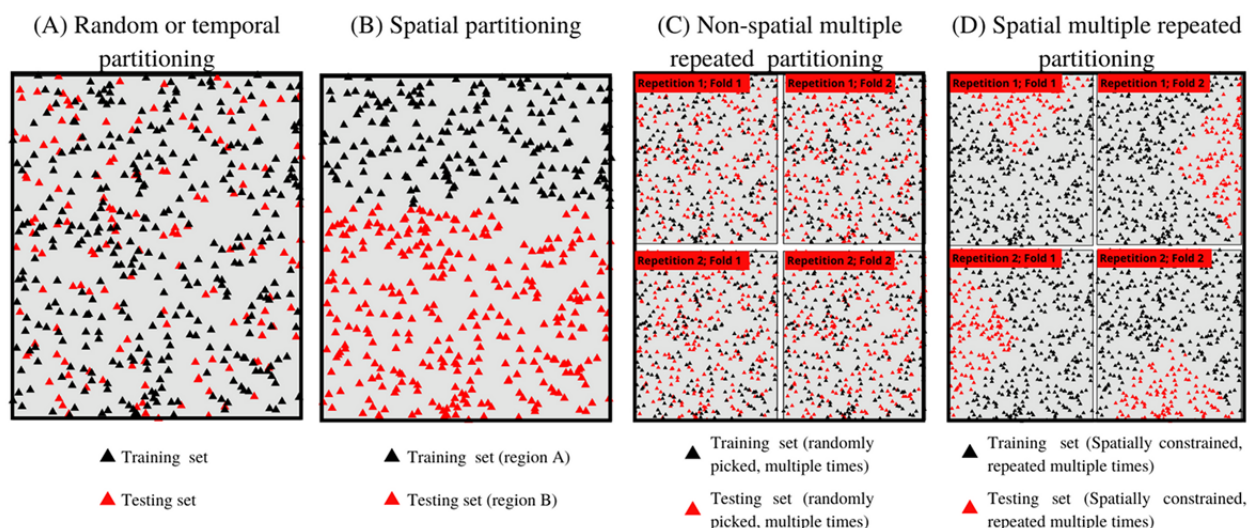 (A) Random or temporal
partitioning
(B) Spatial partitioning
(C) Non-spatial multiple
repeated partitioning
(D) Spatial multiple repeated
partitioning
Repetition 1; Fold 1
Repetition 1; Fold 2
Repetition 2; Fold 1
Repetition 2; Fold 2
Repetition 1; Fold 1
Repetition 1; Fold 2
Repetition 2; Fold 1
Repetition 2; Fold 2
Training set
Testing set
Training set (region A)
Testing set (region B)
Training set (randomly
picked, multiple times)
Testing set (randomly
picked, multiple times)
Training set (Spatially constrained,
repeated multiple times)
Testing set (Spatially constrained,
repeated multiple times)